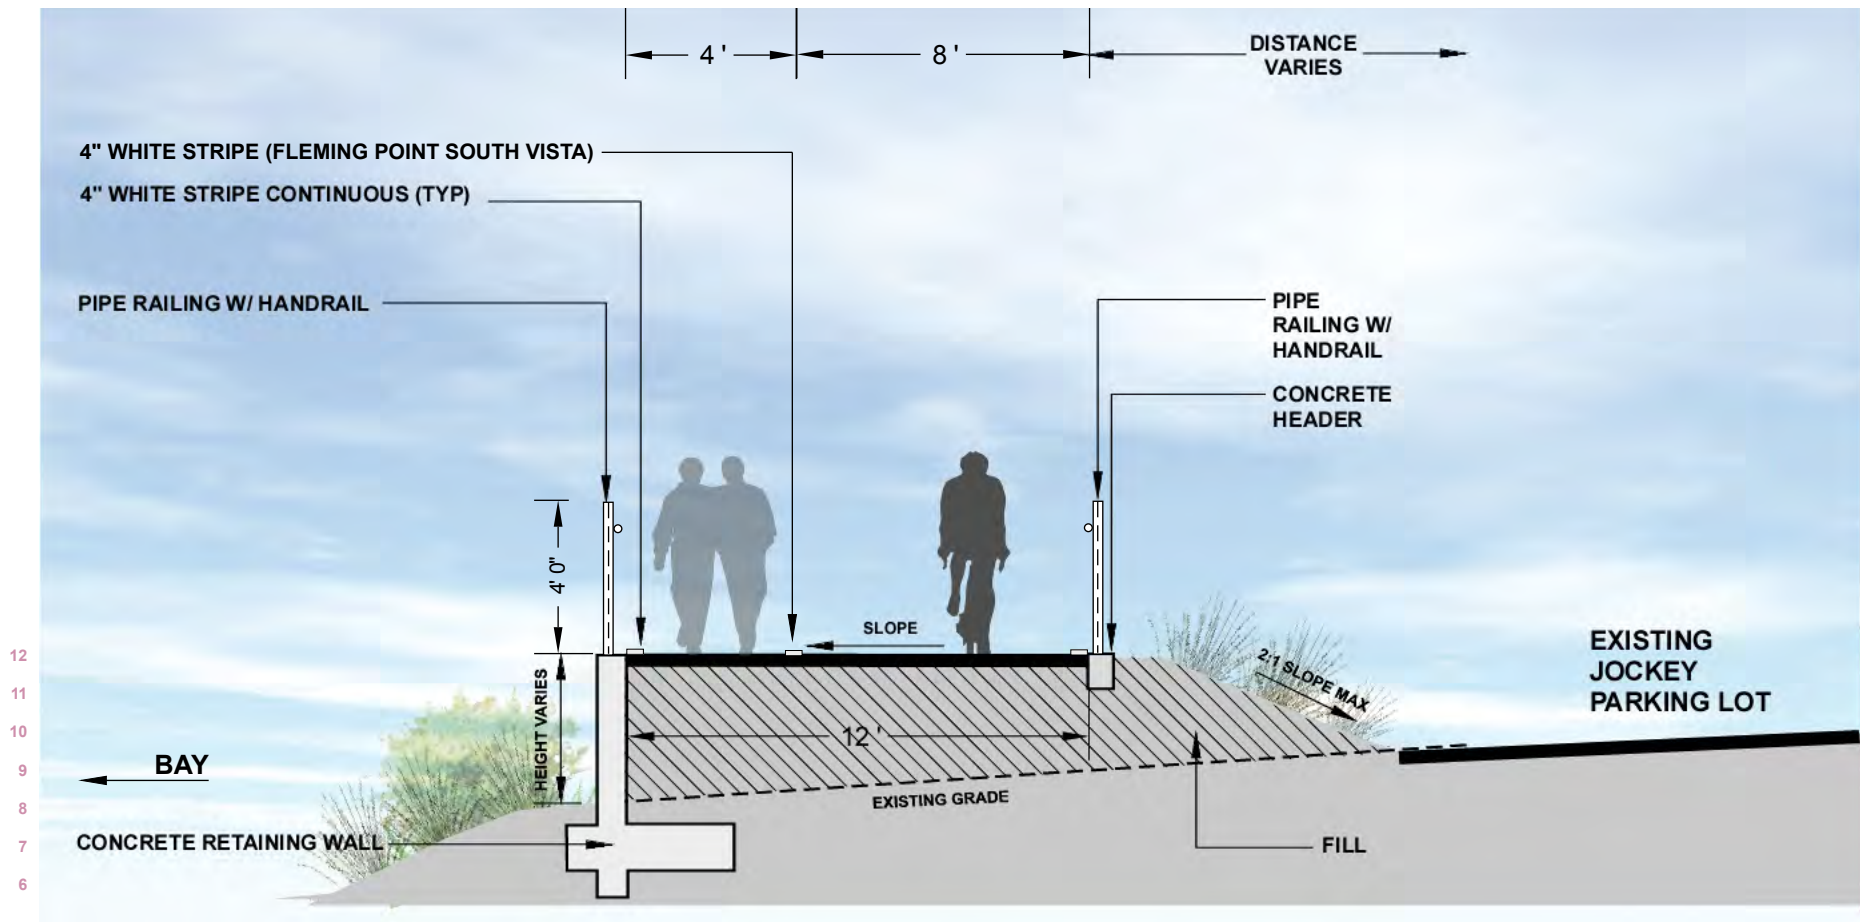 4' 8' DISTANCE
VARIES
4" WHITE STRIPE (FLEMING POINT SOUTH VISTA)
4" WHITE STRIPE CONTINUOUS (TYP)
PIPE RAILING W/ HANDRAIL
PIPE
RAILING W/
HANDRAIL
CONCRETE
HEADER
4' 0"
SLOPE
HEIGHT VARIES
2:1 SLOPE MAX
EXISTING
JOCKEY
PARKING LOT
12'
BAY
EXISTING GRADE
CONCRETE RETAINING WALL
FILL
12
11
10
9
8
7
6